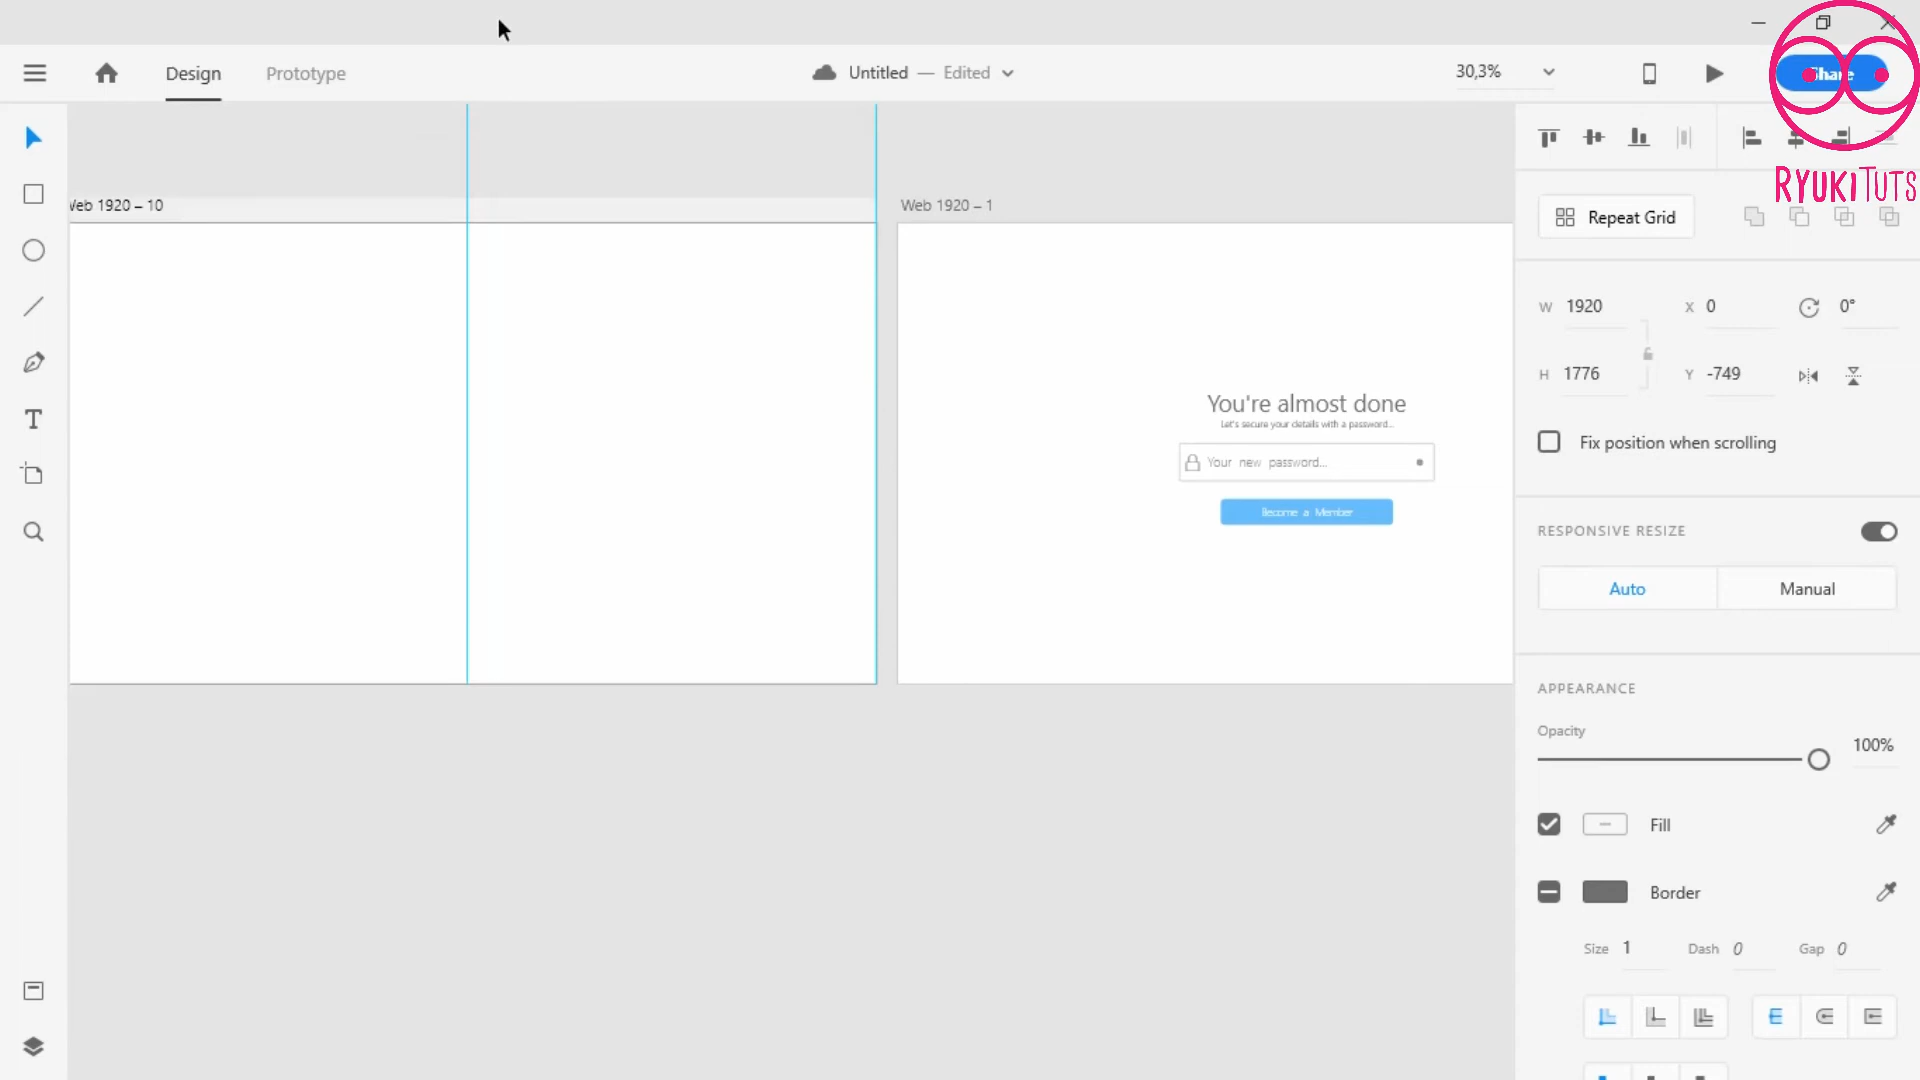 Design Prototype
Untitled — Edited
30,3%
Share
RYUKITUTS
Web 1920 – 10
Web 1920 – 1
You're almost done
Let's secure your details with a password...
Your new password...
Become a Member
Repeat Grid
W 1920 X 0 0°
H 1776 Y -749
Fix position when scrolling
RESPONSIVE RESIZE
Auto Manual
APPEARANCE
Opacity
100%
Fill
Border
Size 1 Dash 0 Gap 0